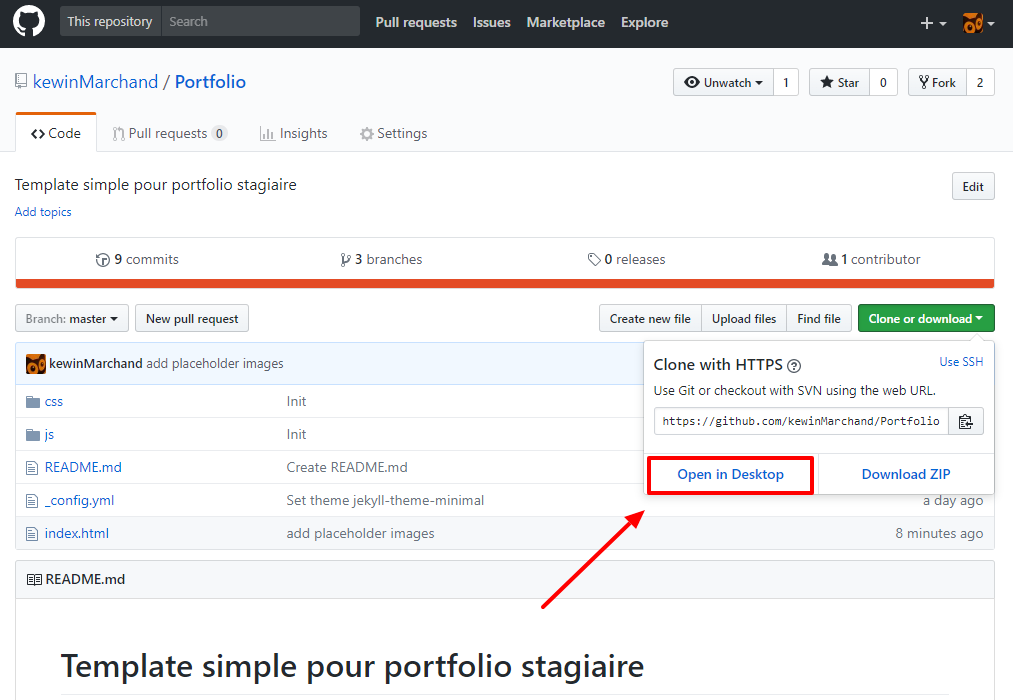 This repository Search Pull requests Issues Marketplace Explore
kewinMarchand / Portfolio Unwatch 1 Star 0 Fork 2
Code Pull requests 0 Insights Settings
Template simple pour portfolio stagiaire Edit
Add topics
9 commits 3 branches 0 releases 1 contributor
Branch: master New pull request Create new file Upload files Find file Clone or download
kewinMarchand add placeholder images
Clone with HTTPS Use SSH
Use Git or checkout with SVN using the web URL.
css Init
https://github.com/kewinMarchand/Portfolio
js Init
README.md Create README.md
Open in Desktop Download ZIP
_config.yml Set theme jekyll-theme-minimal a day ago
index.html add placeholder images 8 minutes ago
README.md
Template simple pour portfolio stagiaire